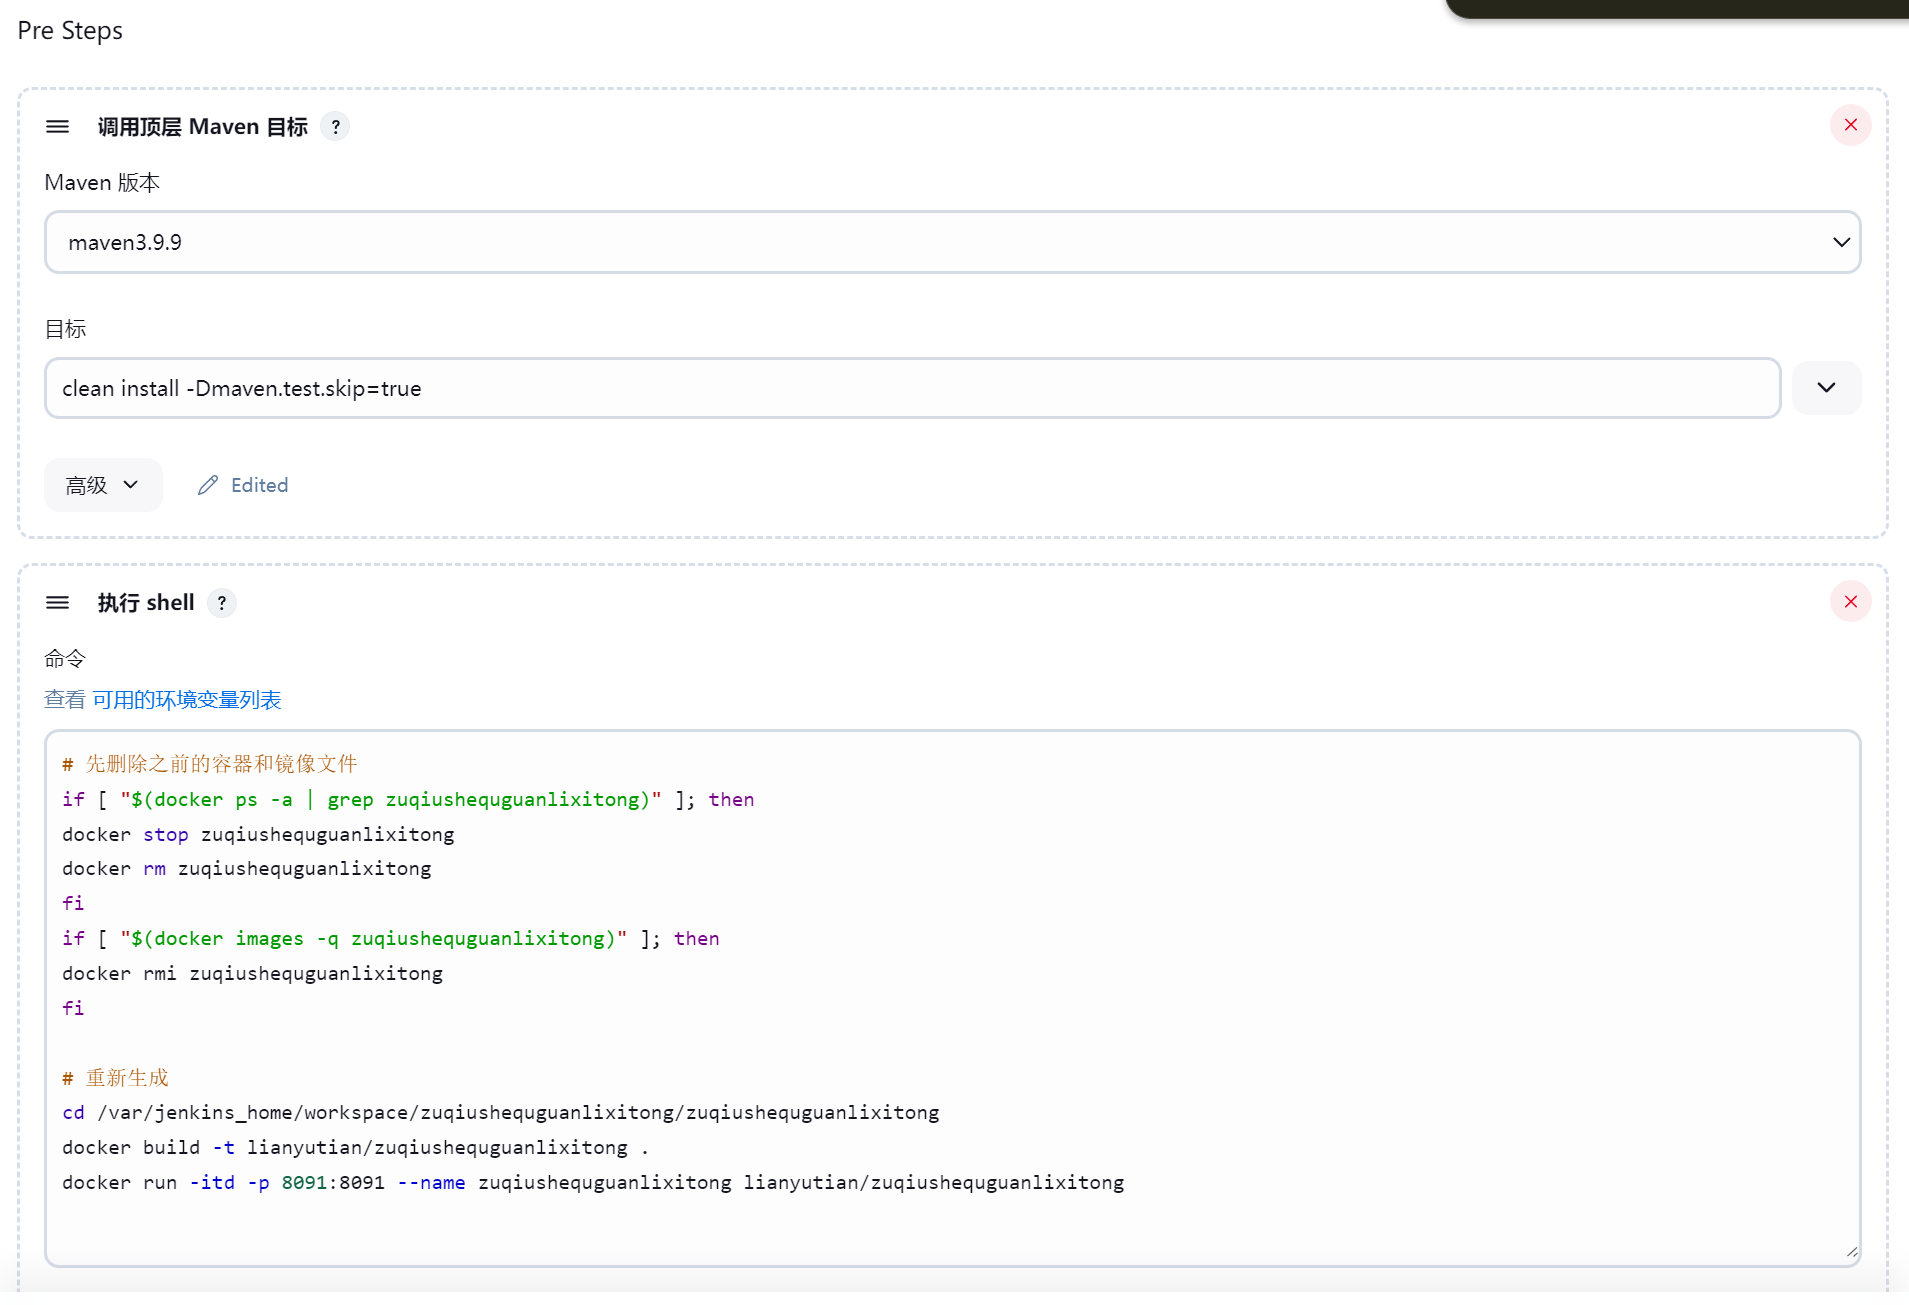 Pre Steps
调用顶层 Maven 目标 ?
Maven 版本
maven3.9.9
目标
clean install -Dmaven.test.skip=true
高级 Edited
执行 shell ?
命令
查看 可用的环境变量列表
# 先删除之前的容器和镜像文件
if [ "$(docker ps -a | grep zuqiushequguanlixitong)" ]; then
docker stop zuqiushequguanlixitong
docker rm zuqiushequguanlixitong
fi
if [ "$(docker images -q zuqiushequguanlixitong)" ]; then
docker rmi zuqiushequguanlixitong
fi
# 重新生成
cd /var/jenkins_home/workspace/zuqiushequguanlixitong/zuqiushequguanlixitong
docker build -t lianyutian/zuqiushequguanlixitong .
docker run -itd -p 8091:8091 --name zuqiushequguanlixitong lianyutian/zuqiushequguanlixitong